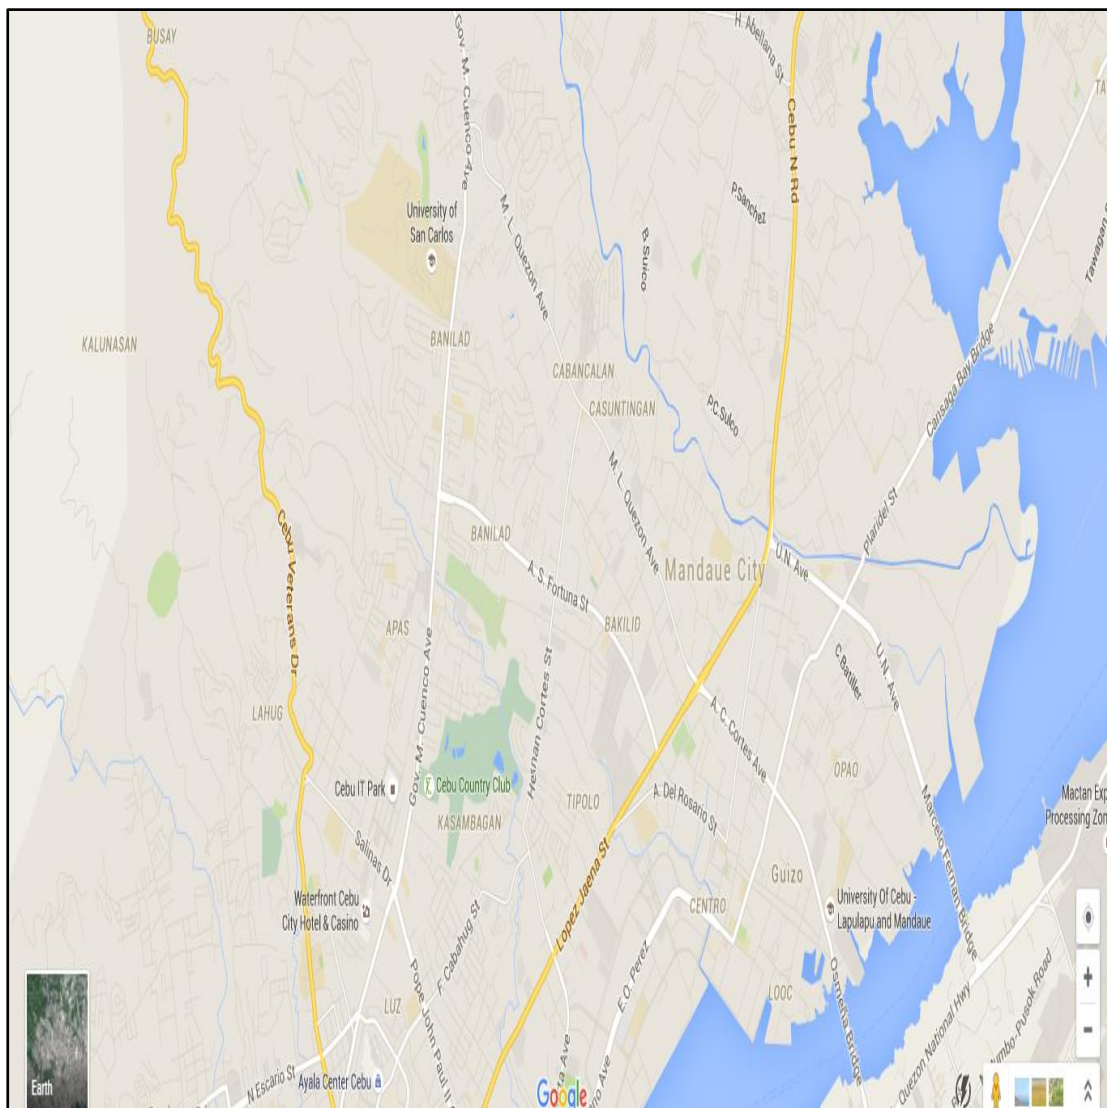 BUSAY
Gov. M. Cuenco Ave
H. Abellana St
Cebu N Rd
University of
San Carlos
M. L. Quezon Ave
B.Suico
P.Sanchez
BANILAD
KALUNASAN
CABANCALAN
CASUNTINGAN
P.C.Suico
Cansaga Bay Bridge
Plaridel St
M. L. Quezon Ave
BANILAD
Cebu Veterans Dr
A. S. Fortuna St
Mandaue City
U.N. Ave
APAS
BAKILID
C.Batiller
U.N. Ave
LAHUG
Gov. M. Cuenco Ave
Hernan Cortes St
A. C. Cortes Ave
OPAO
Cebu IT Park
Cebu Country Club
KASAMBAGAN
TIPOLO
A. Del Rosario St
Marcelo Fernan Bridge
Mactan Exp
Processing Zon
Salinas Dr
Lopez Jaena St
Guizo
Waterfront Cebu
City Hotel & Casino
F. Cabahug St
CENTRO
University Of Cebu -
Lapulapu and Mandaue
E.O. Perez
LUZ
Pope John Paul II
LOOC
Osmeña Bridge
N Escario St
Ayala Center Cebu
Quezon National Hwy
Earth
Google